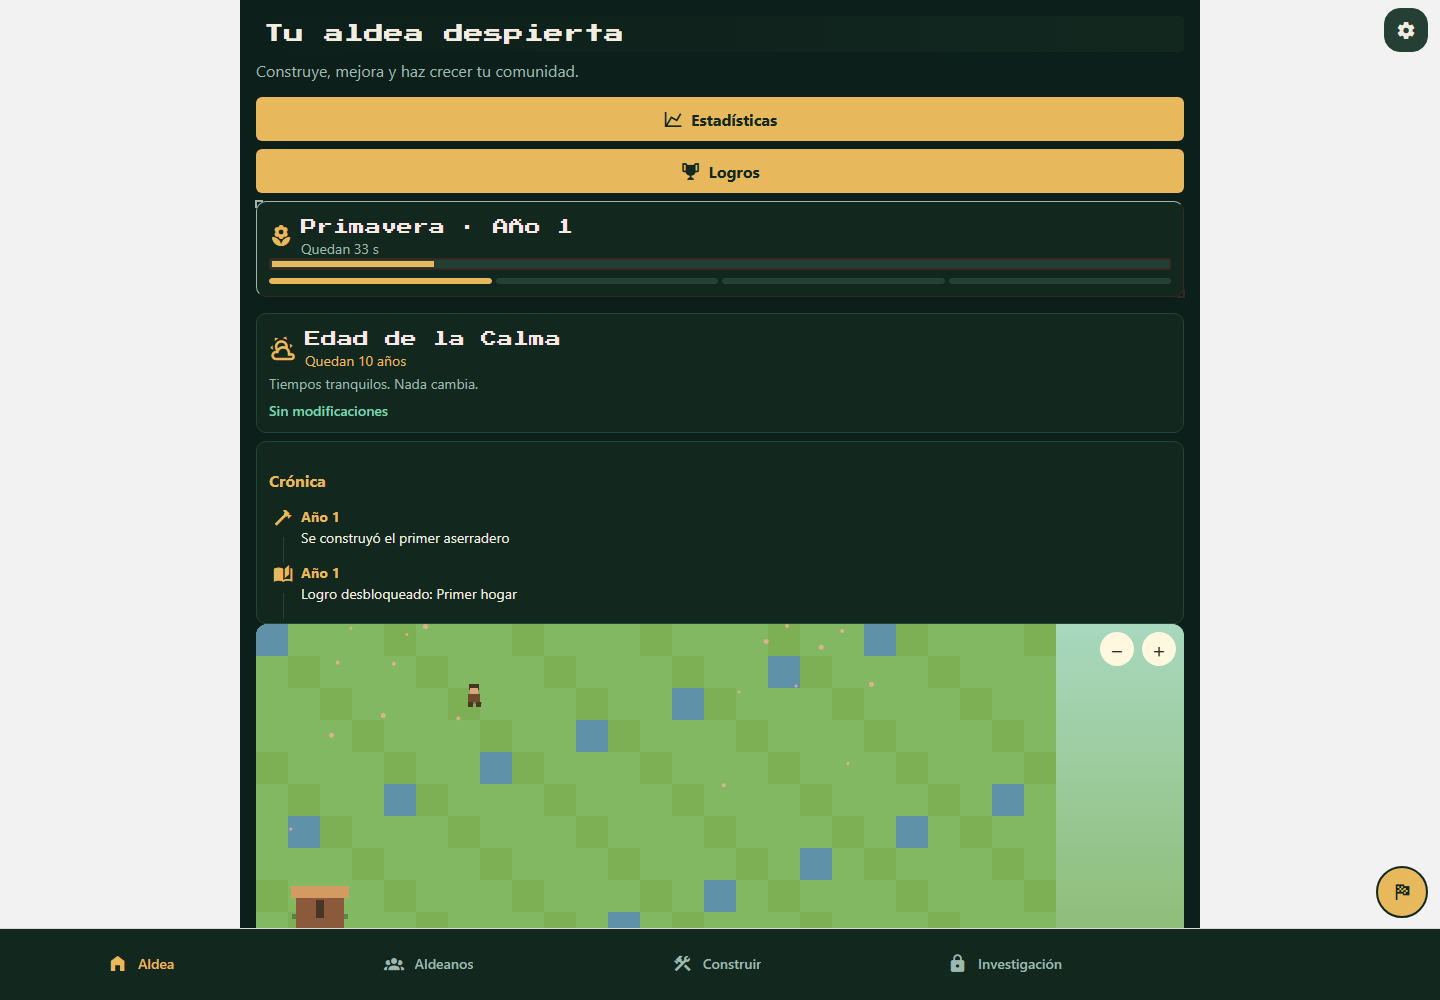 Tu aldea despierta
Construye, mejora y haz crecer tu comunidad.
Estadísticas
Logros
Primavera · Año 1
Quedan 33 s
Edad de la Calma
Quedan 10 años
Tiempos tranquilos. Nada cambia.
Sin modificaciones
Crónica
Año 1
Se construyó el primer aserradero
Año 1
Logro desbloqueado: Primer hogar
− +
Aldea Aldeanos Construir Investigación